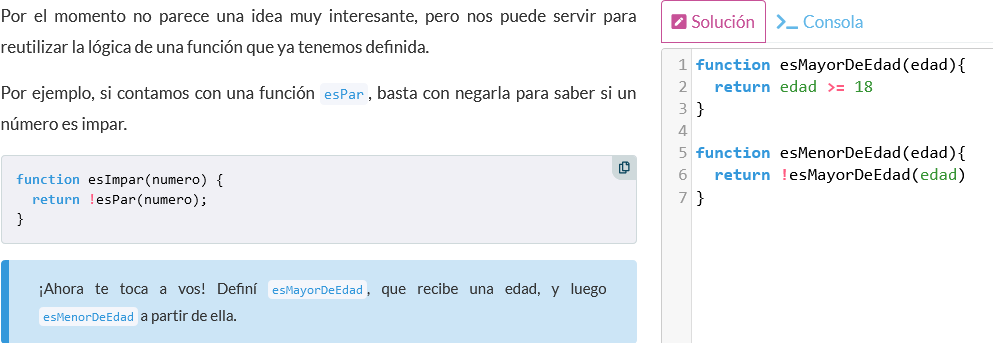 Por el momento no parece una idea muy interesante, pero nos puede servir para
reutilizar la lógica de una función que ya tenemos definida.
Por ejemplo, si contamos con una función esPar, basta con negarla para saber si un
número es impar.
function esImpar(numero) {
  return !esPar(numero);
}
¡Ahora te toca a vos! Definí esMayorDeEdad, que recibe una edad, y luego
esMenorDeEdad a partir de ella.
Solución >_ Consola
1 function esMayorDeEdad(edad){
2   return edad >= 18
3 }
4
5 function esMenorDeEdad(edad){
6   return !esMayorDeEdad(edad)
7 }